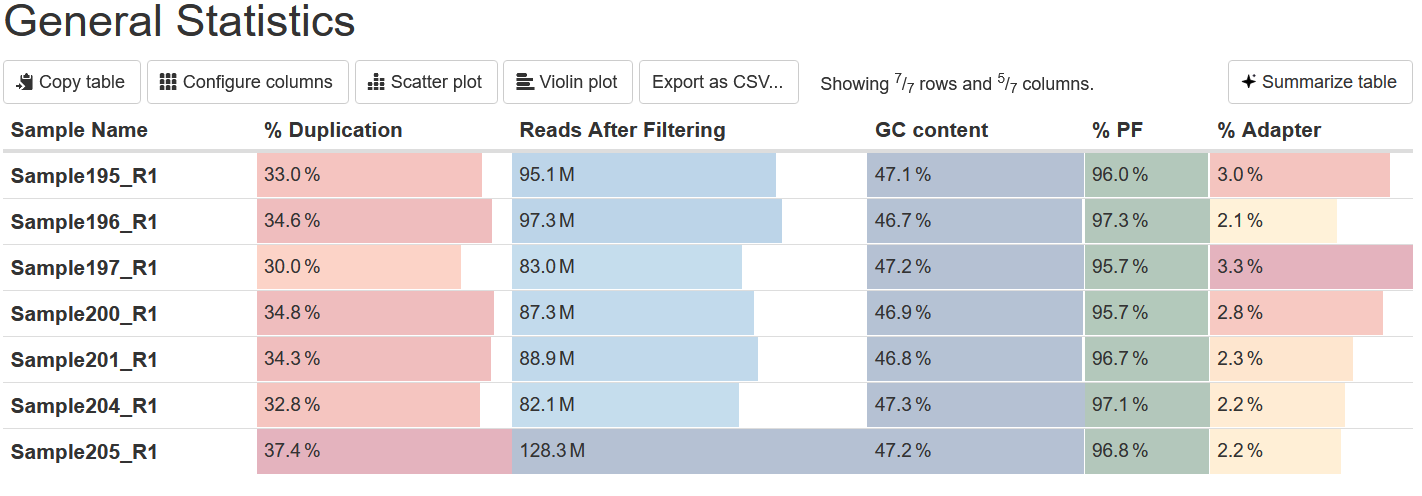 General Statistics
Copy table Configure columns Scatter plot Violin plot Export as CSV... Showing 7/7 rows and 5/7 columns. Summarize table
Sample Name % Duplication Reads After Filtering GC content % PF % Adapter
Sample195_R1 33.0 % 95.1 M 47.1 % 96.0 % 3.0 %
Sample196_R1 34.6 % 97.3 M 46.7 % 97.3 % 2.1 %
Sample197_R1 30.0 % 83.0 M 47.2 % 95.7 % 3.3 %
Sample200_R1 34.8 % 87.3 M 46.9 % 95.7 % 2.8 %
Sample201_R1 34.3 % 88.9 M 46.8 % 96.7 % 2.3 %
Sample204_R1 32.8 % 82.1 M 47.3 % 97.1 % 2.2 %
Sample205_R1 37.4 % 128.3 M 47.2 % 96.8 % 2.2 %